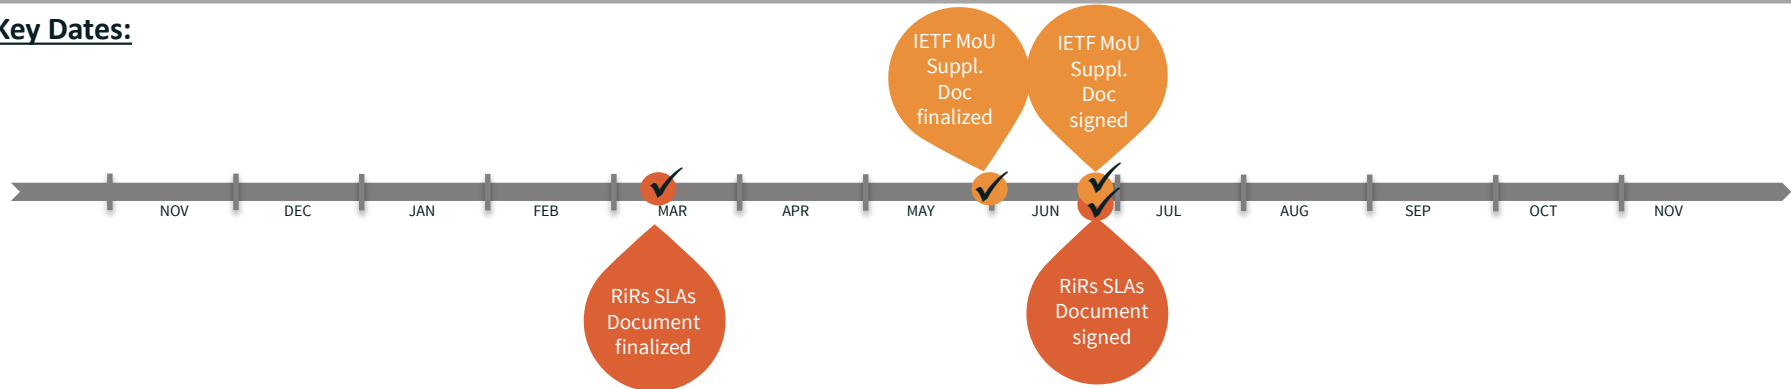 Key Dates:
IETF MoU
Suppl.
Doc
finalized
IETF MoU
Suppl.
Doc
signed
NOV
DEC
JAN
FEB
MAR
APR
MAY
JUN
JUL
AUG
SEP
OCT
NOV
RiRs SLAs
Document
finalized
RiRs SLAs
Document
signed